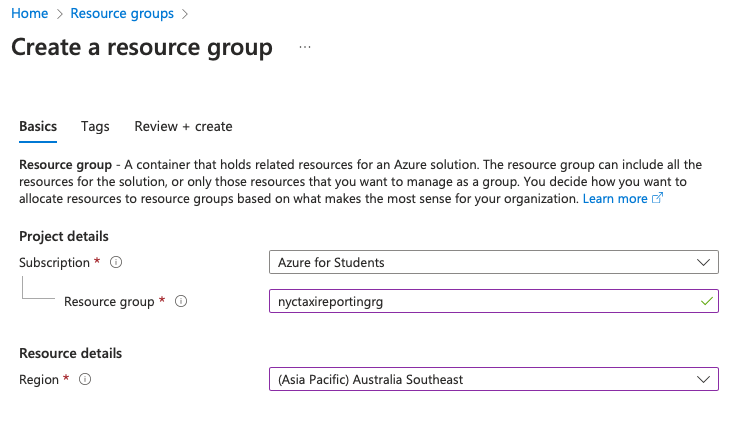 Home > Resource groups >
Create a resource group ...
Basics Tags Review + create
Resource group - A container that holds related resources for an Azure solution. The resource group can include all the
resources for the solution, or only those resources that you want to manage as a group. You decide how you want to
allocate resources to resource groups based on what makes the most sense for your organization. Learn more
Project details
Subscription * Azure for Students
Resource group * nyctaxireportingrg
Resource details
Region * (Asia Pacific) Australia Southeast